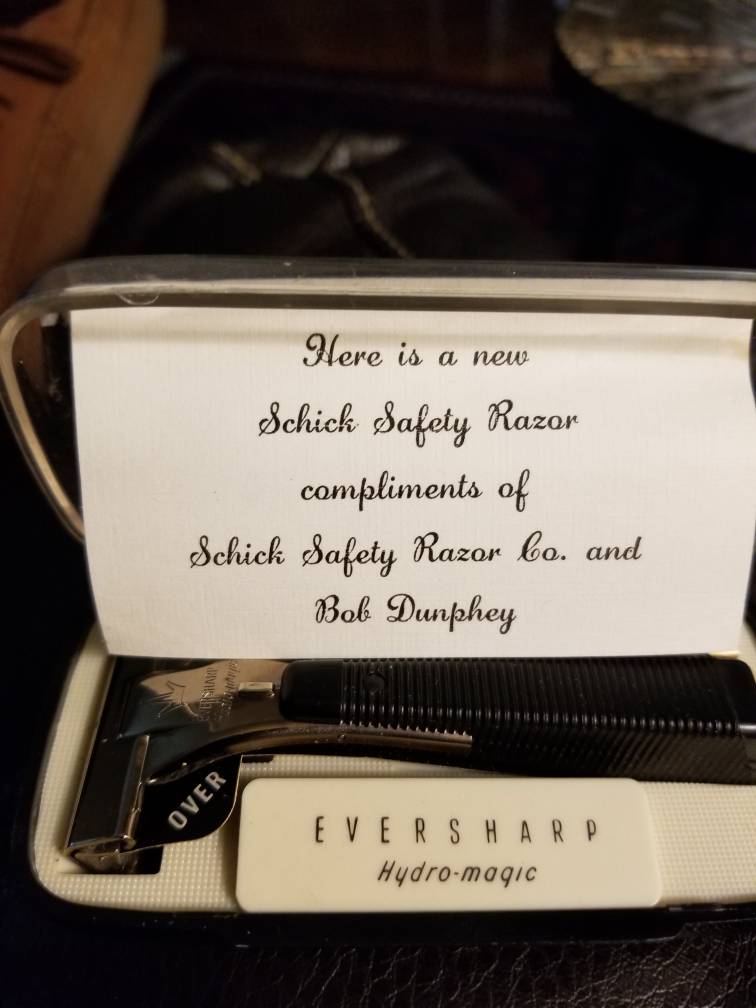 Here is a new
Schick Safety Razor
compliments of
Schick Safety Razor Co. and
Bob Dunphey
EVERSHARP
OVER
EVERSHARP
Hydro-magic